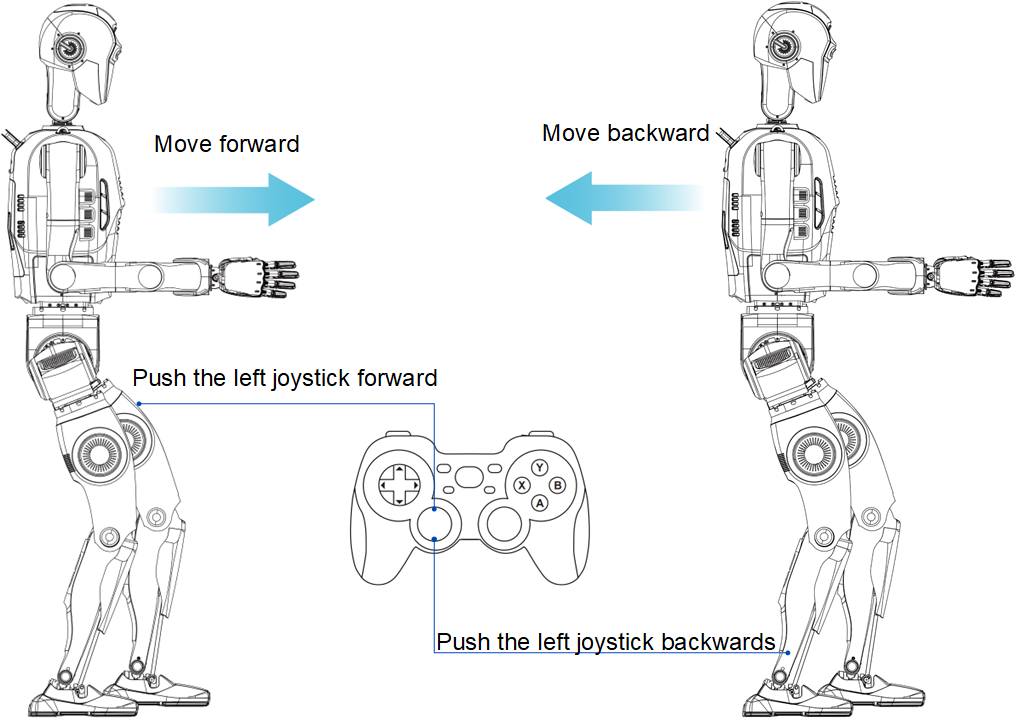 Move forward
Move backward
Push the left joystick forward
Y
X
B
A
Push the left joystick backwards